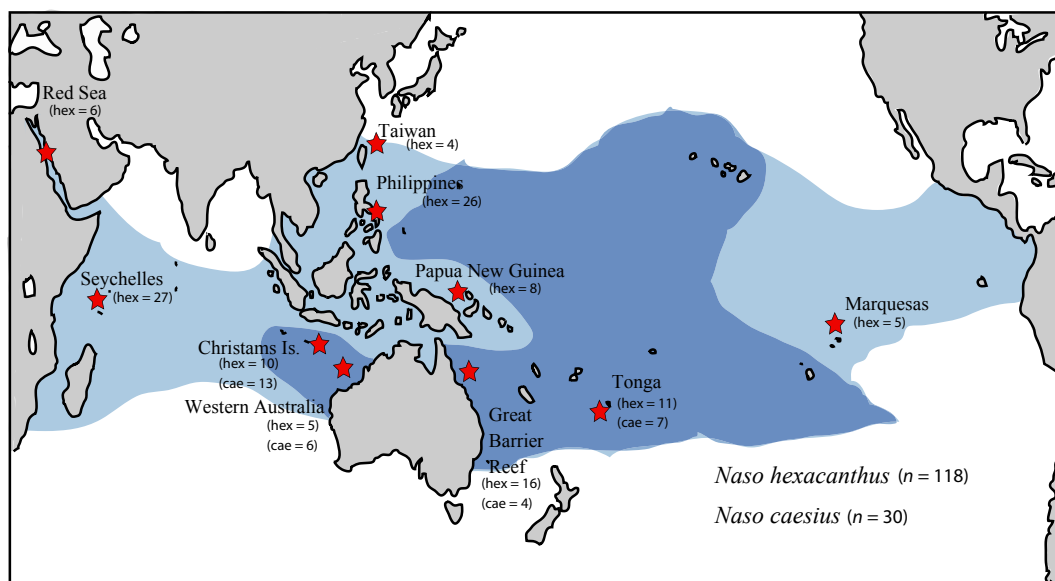 Red Sea
(hex = 6)
Taiwan
(hex = 4)
Philippines
(hex = 26)
Seychelles
(hex = 27)
Papua New Guinea
(hex = 8)
Marquesas
(hex = 5)
Christams Is.
(hex = 10)
(cae = 13)
Western Australia
(hex = 5)
(cae = 6)
Great
Barrier
Reef
(hex = 16)
(cae = 4)
Tonga
(hex = 11)
(cae = 7)
Naso hexacanthus (n = 118)
Naso caesius (n = 30)